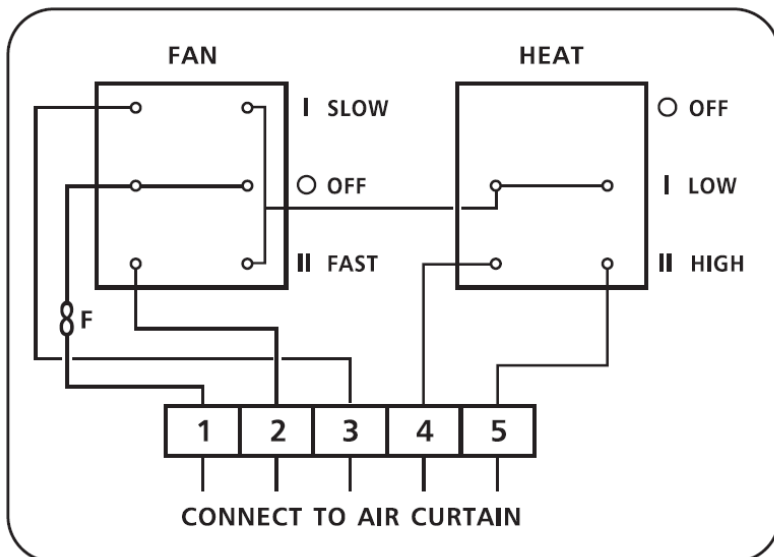 FAN HEAT
I SLOW ○ OFF
○ OFF I LOW
II FAST II HIGH
F
1 2 3 4 5
CONNECT TO AIR CURTAIN